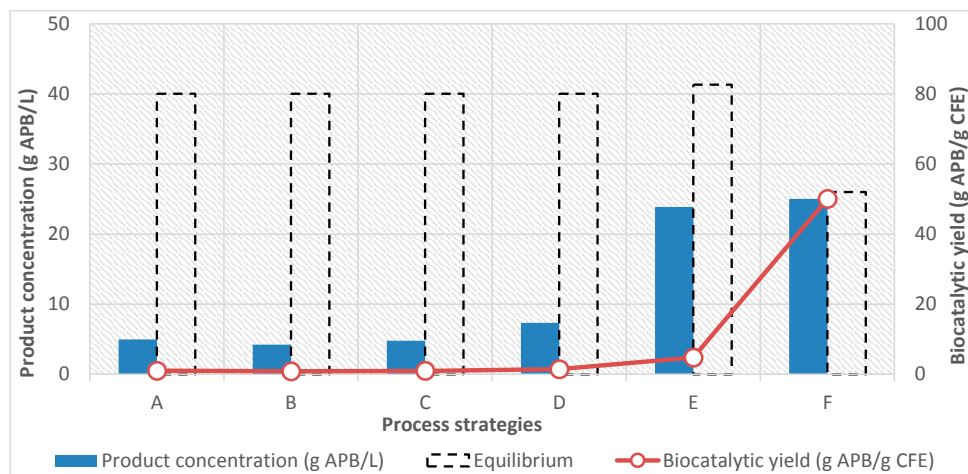 50
40
30
20
10
0
Product concentration (g APB/L)
100
80
60
40
20
0
Biocatalytic yield (g APB/g CFE)
A B C D E F
Process strategies
Product concentration (g APB/L) Equilibrium Biocatalytic yield (g APB/g CFE)